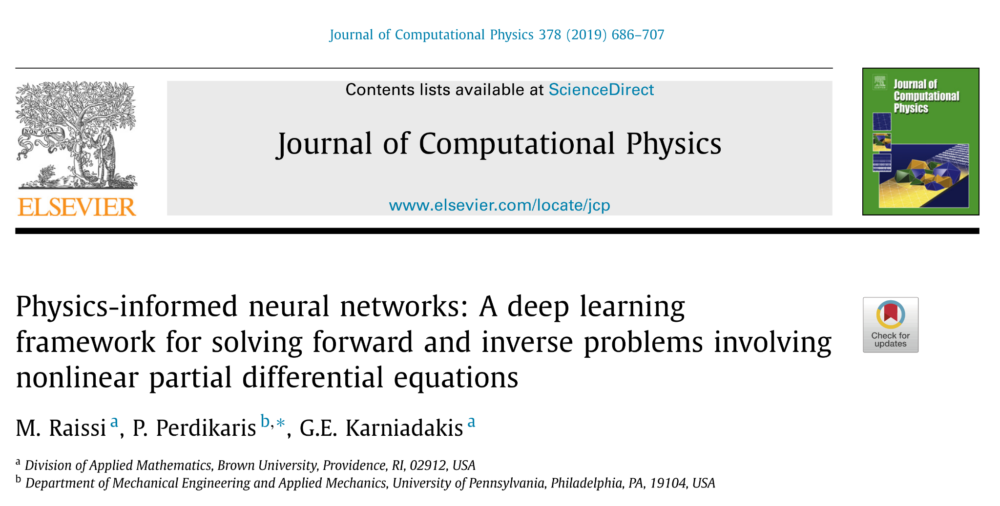 Journal of Computational Physics 378 (2019) 686–707
NON SOLUS
ELSEVIER
Contents lists available at ScienceDirect
Journal of Computational Physics
www.elsevier.com/locate/jcp
Journal of
Computational
Physics
Physics-informed neural networks: A deep learning
framework for solving forward and inverse problems involving
nonlinear partial differential equations
Check for
updates
M. Raissi a, P. Perdikaris b,*, G.E. Karniadakis a
a Division of Applied Mathematics, Brown University, Providence, RI, 02912, USA
b Department of Mechanical Engineering and Applied Mechanics, University of Pennsylvania, Philadelphia, PA, 19104, USA